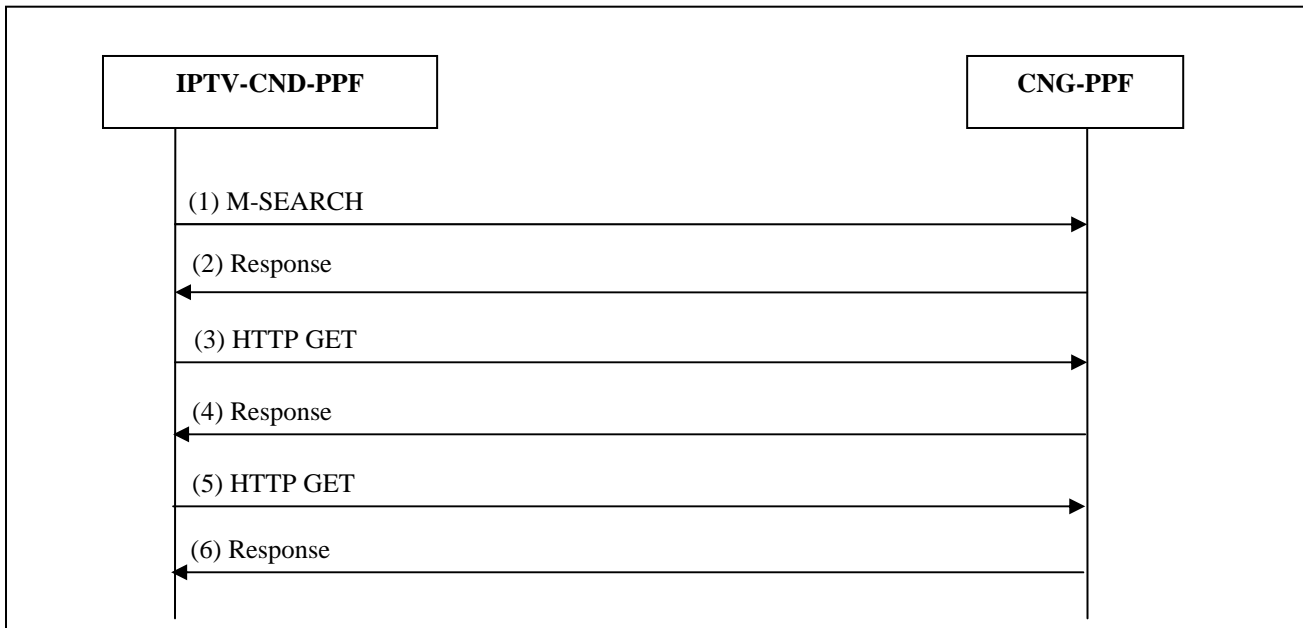 IPTV-CND-PPF
CNG-PPF
(1) M-SEARCH
(2) Response
(3) HTTP GET
(4) Response
(5) HTTP GET
(6) Response